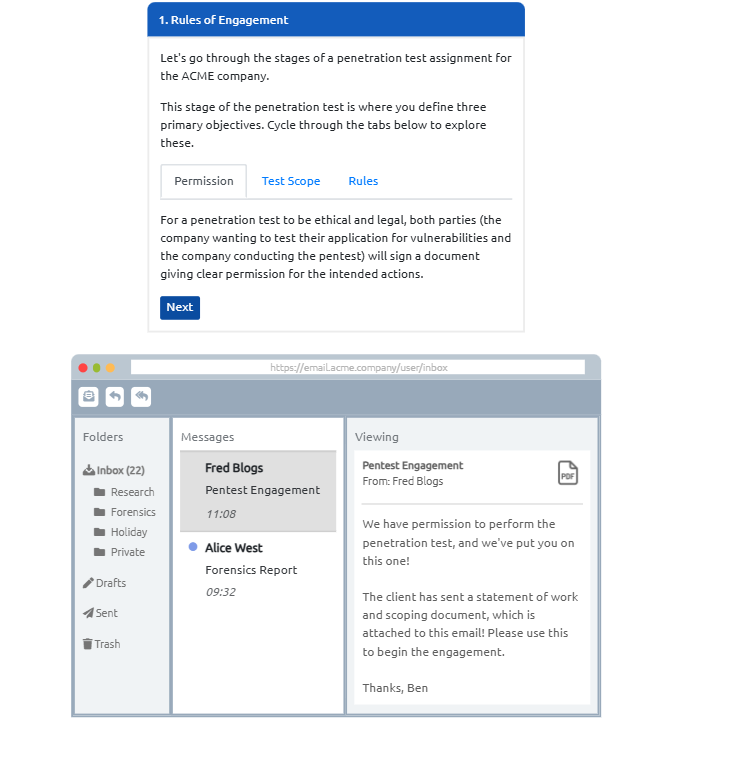 1. Rules of Engagement
Let's go through the stages of a penetration test assignment for
the ACME company.
This stage of the penetration test is where you define three
primary objectives. Cycle through the tabs below to explore
these.
Permission Test Scope Rules
For a penetration test to be ethical and legal, both parties (the
company wanting to test their application for vulnerabilities and
the company conducting the pentest) will sign a document
giving clear permission for the intended actions.
Next
https://email.acme.company/user/inbox
Folders
Inbox (22)
Research
Forensics
Holiday
Private
Drafts
Sent
Trash
Messages
Fred Blogs
Pentest Engagement
11:08
Alice West
Forensics Report
09:32
Viewing
Pentest Engagement
From: Fred Blogs
PDF
We have permission to perform the
penetration test, and we've put you on
this one!
The client has sent a statement of work
and scoping document, which is
attached to this email! Please use this
to begin the engagement.
Thanks, Ben